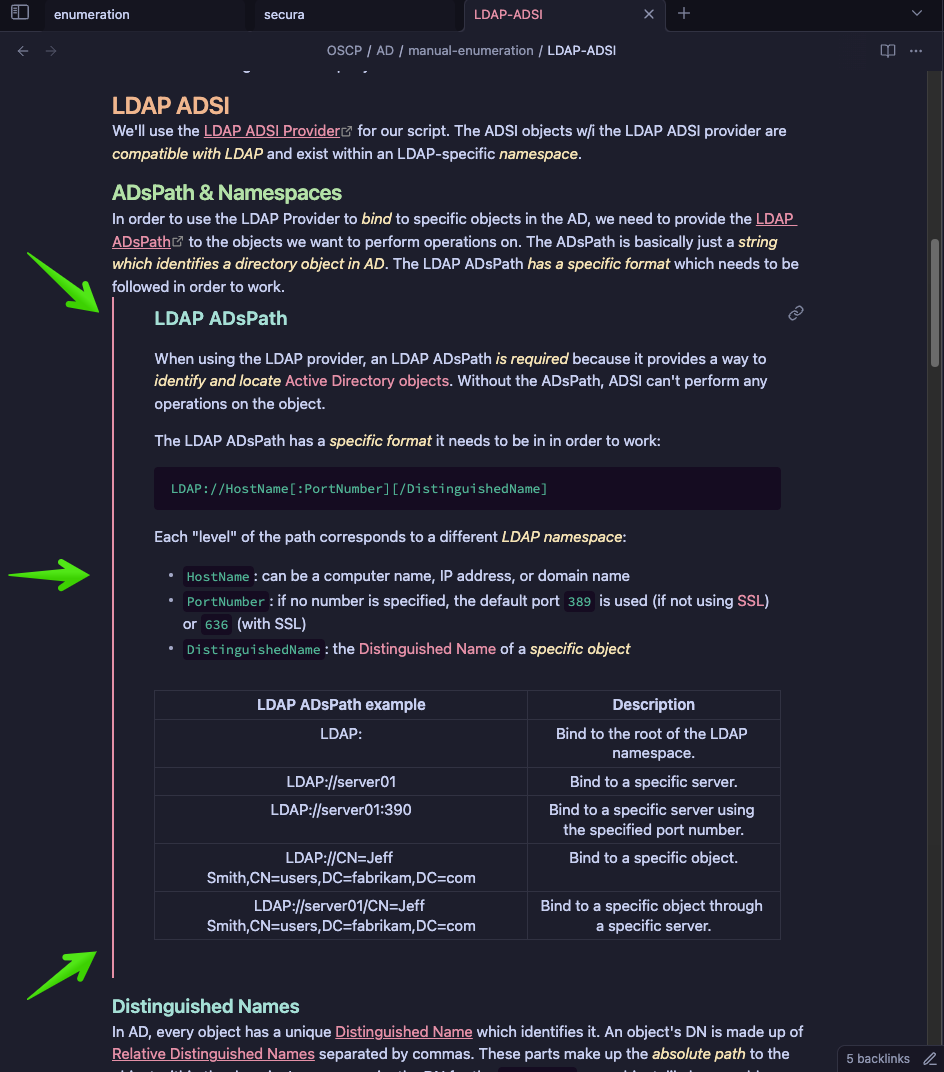 enumeration
secura
LDAP-ADSI
OSCP / AD / manual-enumeration / LDAP-ADSI
LDAP ADSI
We'll use the LDAP ADSI Provider for our script. The ADSI objects w/i the LDAP ADSI provider are
compatible with LDAP and exist within an LDAP-specific namespace.
ADsPath & Namespaces
In order to use the LDAP Provider to bind to specific objects in the AD, we need to provide the LDAP
ADsPath to the objects we want to perform operations on. The ADsPath is basically just a string
which identifies a directory object in AD. The LDAP ADsPath has a specific format which needs to be
followed in order to work.
LDAP ADsPath
When using the LDAP provider, an LDAP ADsPath is required because it provides a way to
identify and locate Active Directory objects. Without the ADsPath, ADSI can't perform any
operations on the object.
The LDAP ADsPath has a specific format it needs to be in in order to work:
LDAP://HostName[:PortNumber][/DistinguishedName]
Each "level" of the path corresponds to a different LDAP namespace:
• HostName: can be a computer name, IP address, or domain name
• PortNumber: if no number is specified, the default port 389 is used (if not using SSL)
or 636 (with SSL)
• DistinguishedName: the Distinguished Name of a specific object
LDAP ADsPath example
Description
LDAP:
Bind to the root of the LDAP
namespace.
LDAP://server01
Bind to a specific server.
LDAP://server01:390
Bind to a specific server using
the specified port number.
LDAP://CN=Jeff
Smith,CN=users,DC=fabrikam,DC=com
Bind to a specific object.
LDAP://server01/CN=Jeff
Smith,CN=users,DC=fabrikam,DC=com
Bind to a specific object through
a specific server.
Distinguished Names
In AD, every object has a unique Distinguished Name which identifies it. An object's DN is made up of
Relative Distinguished Names separated by commas. These parts make up the absolute path to the
5 backlinks